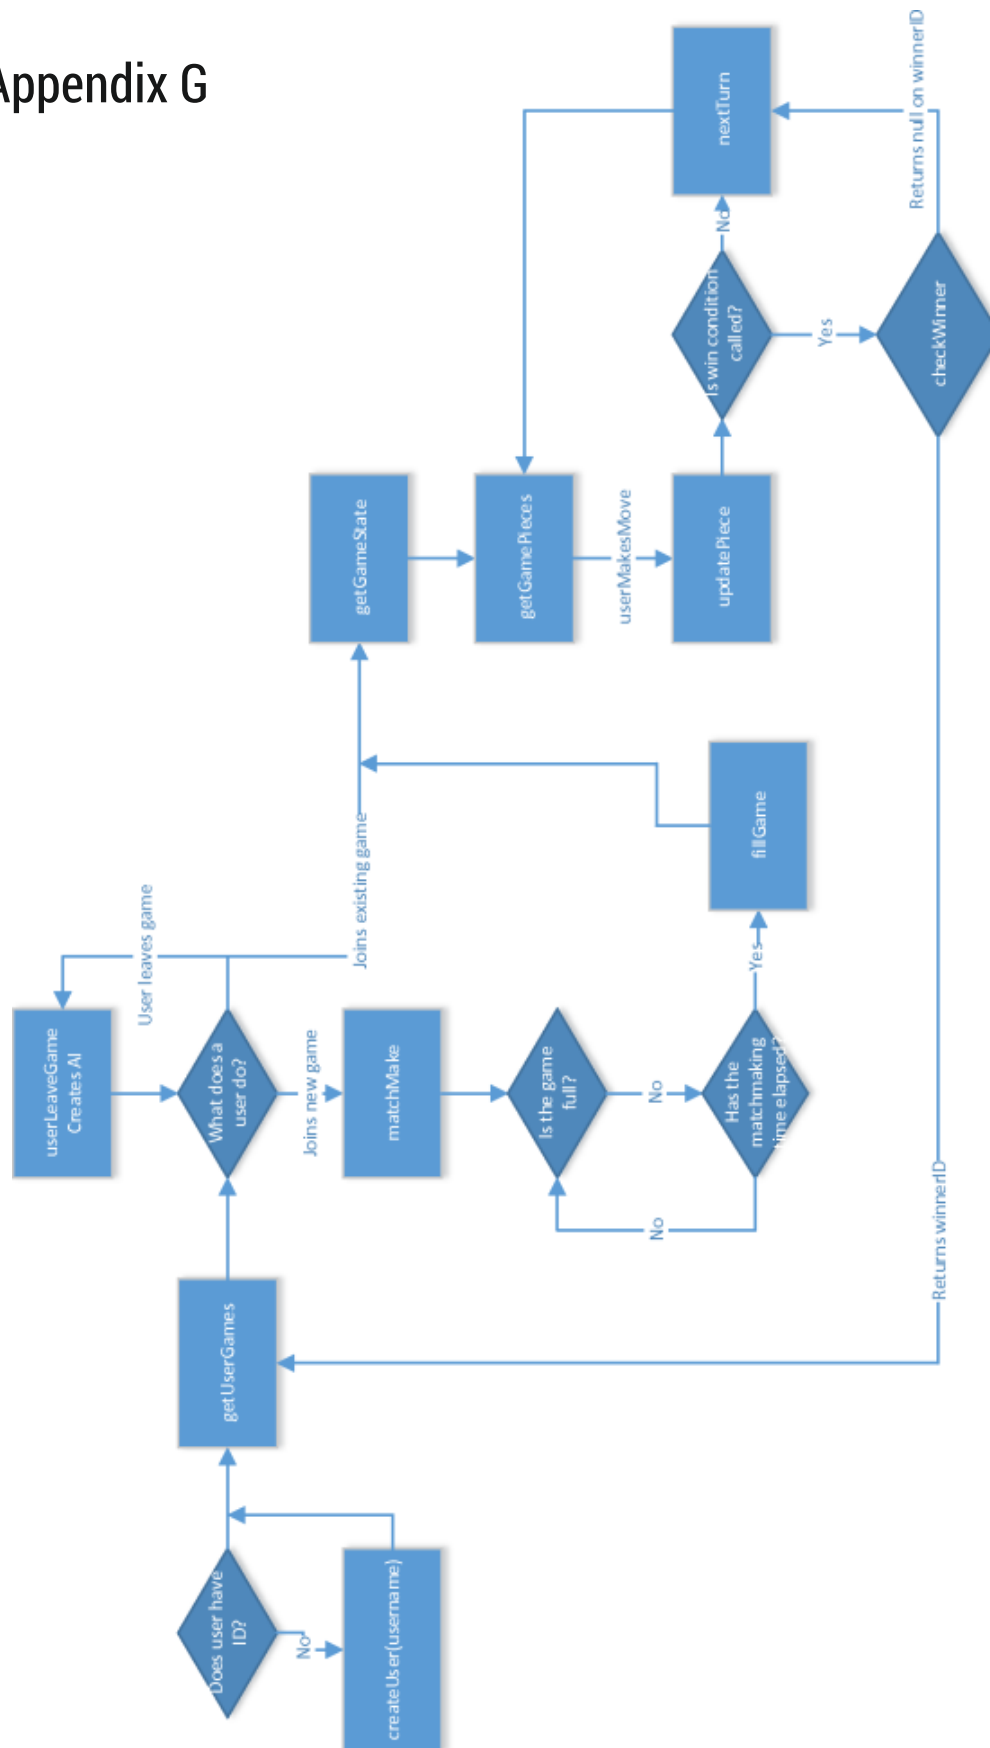 Appendix G
Does user have
ID?
No
createUser(username)
getUserGames
userLeaveGame
Creates AI
What does a
user do?
User leaves game
Joins new game
Joins existing game
matchMake
Is the game
full?
No
Has the
matchmaking
time elapsed?
No
Yes
fillGame
getGameState
getGamePieces
userMakesMove
updatePiece
Is win condition
called?
No
nextTurn
Yes
checkWinner
Returns null on winnerID
Returns winnerID